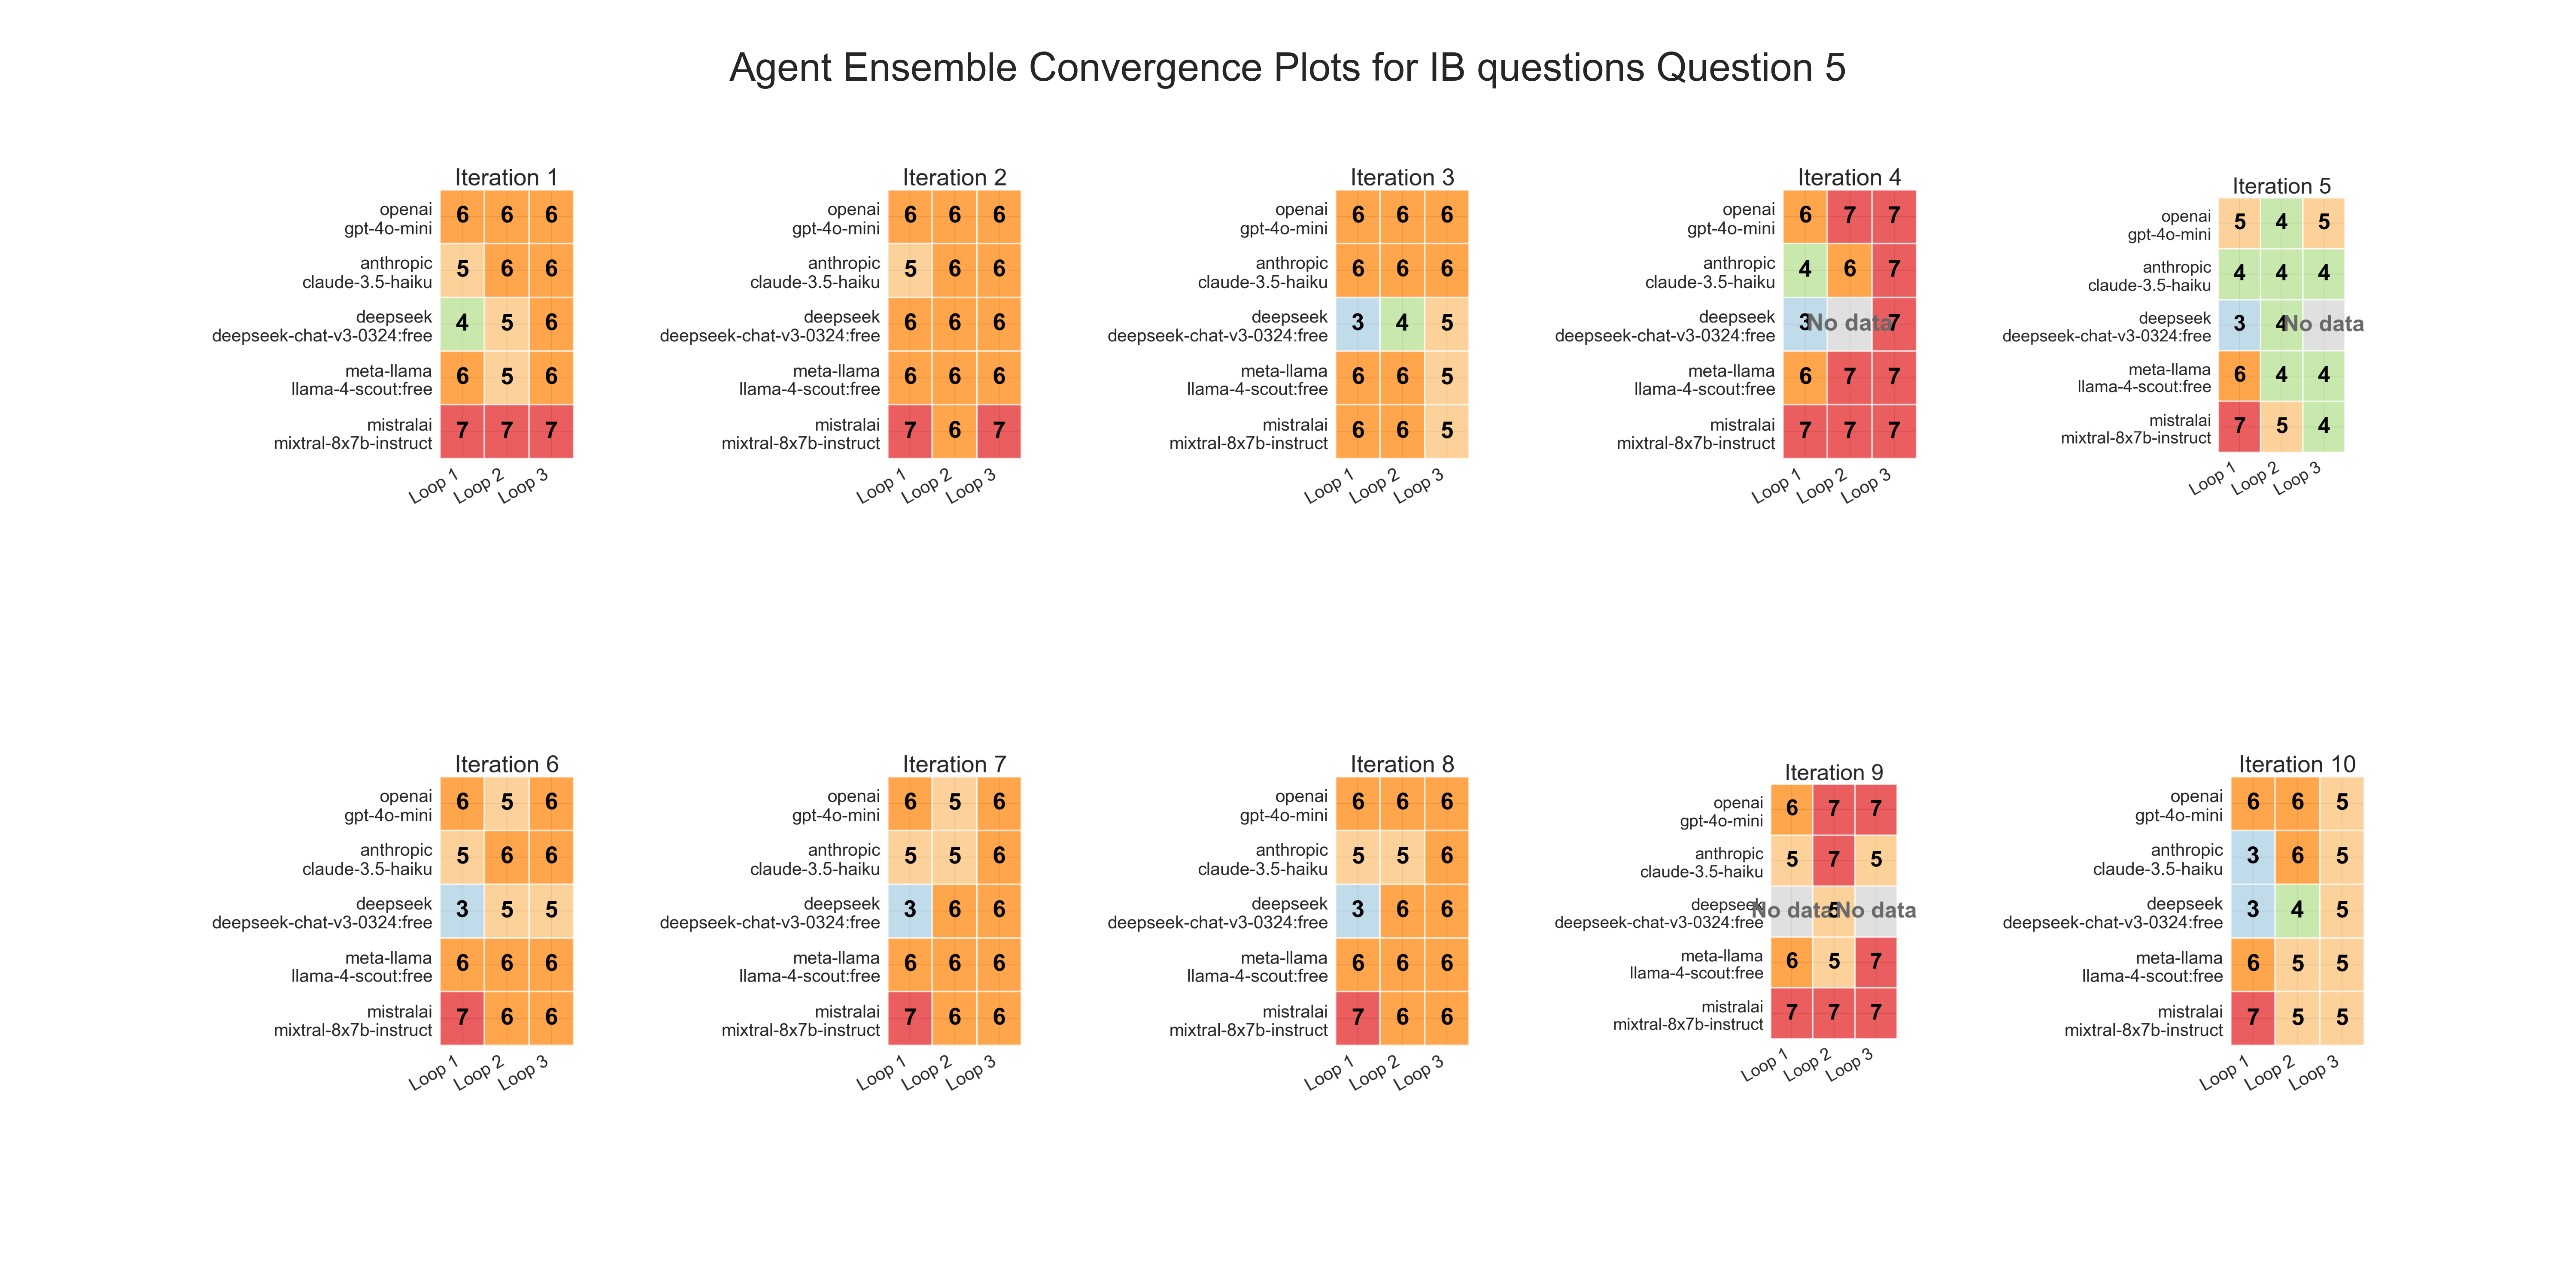 Agent Ensemble Convergence Plots for IB questions Question 5
Iteration 1
openai
gpt-4o-mini
6 6 6
anthropic
claude-3.5-haiku
5 6 6
deepseek
deepseek-chat-v3-0324:free
4 5 6
meta-llama
llama-4-scout:free
6 5 6
mistralai
mixtral-8x7b-instruct
7 7 7
Loop 1 Loop 2 Loop 3
Iteration 2
openai
gpt-4o-mini
6 6 6
anthropic
claude-3.5-haiku
5 6 6
deepseek
deepseek-chat-v3-0324:free
6 6 6
meta-llama
llama-4-scout:free
6 6 6
mistralai
mixtral-8x7b-instruct
7 6 7
Loop 1 Loop 2 Loop 3
Iteration 3
openai
gpt-4o-mini
6 6 6
anthropic
claude-3.5-haiku
6 6 6
deepseek
deepseek-chat-v3-0324:free
3 4 5
meta-llama
llama-4-scout:free
6 6 5
mistralai
mixtral-8x7b-instruct
6 6 5
Loop 1 Loop 2 Loop 3
Iteration 4
openai
gpt-4o-mini
6 7 7
anthropic
claude-3.5-haiku
4 6 7
deepseek
deepseek-chat-v3-0324:free
3 No data 7
meta-llama
llama-4-scout:free
6 7 7
mistralai
mixtral-8x7b-instruct
7 7 7
Loop 1 Loop 2 Loop 3
Iteration 5
openai
gpt-4o-mini
5 4 5
anthropic
claude-3.5-haiku
4 4 4
deepseek
deepseek-chat-v3-0324:free
3 4 No data
meta-llama
llama-4-scout:free
6 4 4
mistralai
mixtral-8x7b-instruct
7 5 4
Loop 1 Loop 2 Loop 3
Iteration 6
openai
gpt-4o-mini
6 5 6
anthropic
claude-3.5-haiku
5 6 6
deepseek
deepseek-chat-v3-0324:free
3 5 5
meta-llama
llama-4-scout:free
6 6 6
mistralai
mixtral-8x7b-instruct
7 6 6
Loop 1 Loop 2 Loop 3
Iteration 7
openai
gpt-4o-mini
6 5 6
anthropic
claude-3.5-haiku
5 5 6
deepseek
deepseek-chat-v3-0324:free
3 6 6
meta-llama
llama-4-scout:free
6 6 6
mistralai
mixtral-8x7b-instruct
7 6 6
Loop 1 Loop 2 Loop 3
Iteration 8
openai
gpt-4o-mini
6 6 6
anthropic
claude-3.5-haiku
5 5 6
deepseek
deepseek-chat-v3-0324:free
3 6 6
meta-llama
llama-4-scout:free
6 6 6
mistralai
mixtral-8x7b-instruct
7 6 6
Loop 1 Loop 2 Loop 3
Iteration 9
openai
gpt-4o-mini
6 7 7
anthropic
claude-3.5-haiku
5 7 5
deepseek
deepseek-chat-v3-0324:free
No data 5 No data
meta-llama
llama-4-scout:free
6 5 7
mistralai
mixtral-8x7b-instruct
7 7 7
Loop 1 Loop 2 Loop 3
Iteration 10
openai
gpt-4o-mini
6 6 5
anthropic
claude-3.5-haiku
3 6 5
deepseek
deepseek-chat-v3-0324:free
3 4 5
meta-llama
llama-4-scout:free
6 5 5
mistralai
mixtral-8x7b-instruct
7 5 5
Loop 1 Loop 2 Loop 3